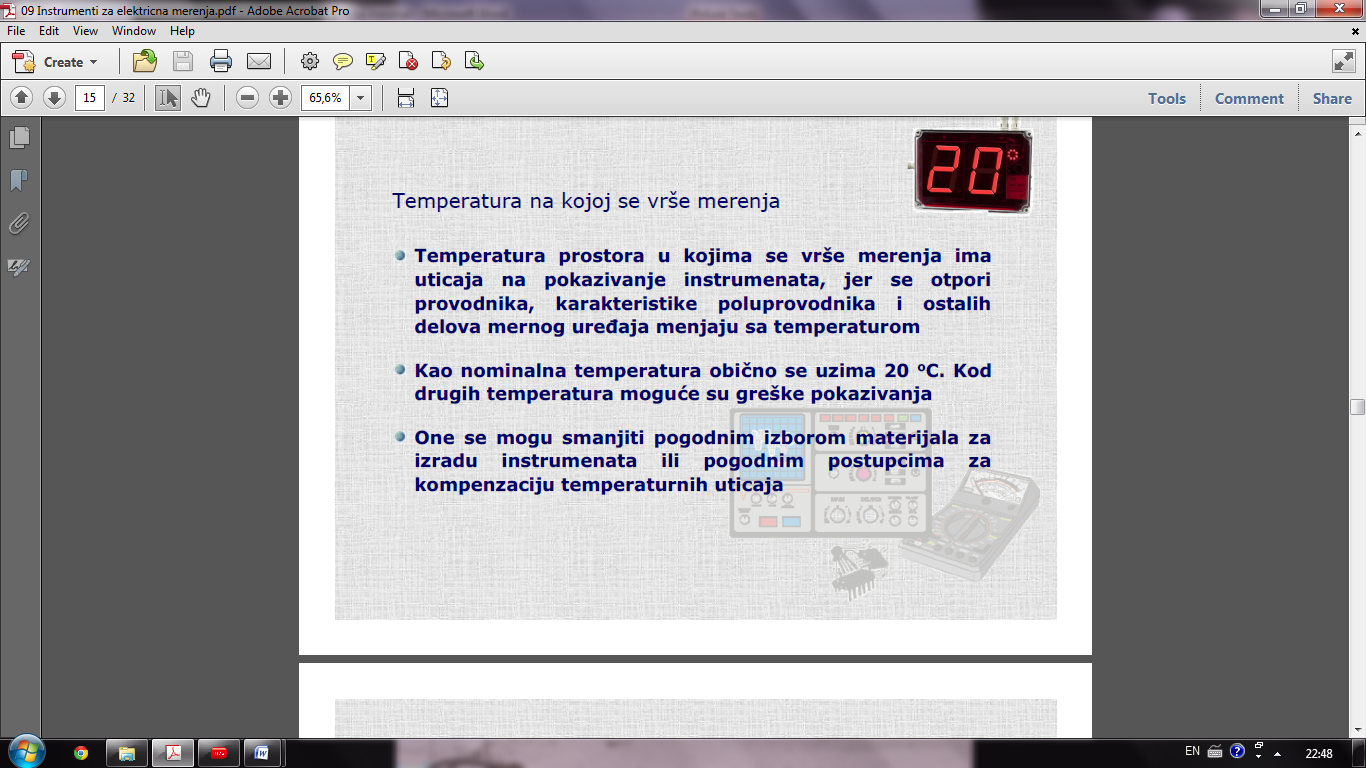 09 Instrumenti za elektricna merenja.pdf - Adobe Acrobat Pro
File Edit View Window Help
Create
15 / 32 65,6% Tools Comment Share
20°
Temperatura na kojoj se vrše merenja
Temperatura prostora u kojima se vrše merenja ima
uticaja na pokazivanje instrumenata, jer se otpori
provodnika, karakteristike poluprovodnika i ostalih
delova mernog uređaja menjaju sa temperaturom
Kao nominalna temperatura obično se uzima 20 ºC. Kod
drugih temperatura moguće su greške pokazivanja
One se mogu smanjiti pogodnim izborom materijala za
izradu instrumenata ili pogodnim postupcima za
kompenzaciju temperaturnih uticaja
EN 22:48